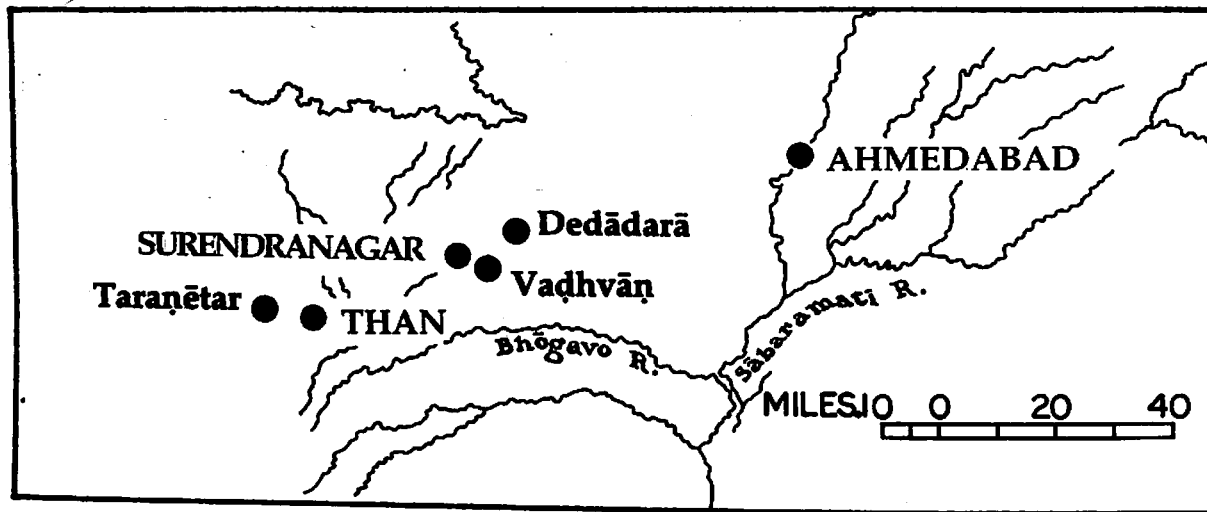 AHMEDABAD
Dedādarā
SURENDRANAGAR
Vaḍhvāṇ
Taraṇētar
THAN
Bhōgavo R.
Sābaramati R.
MILES.10 0 20 40